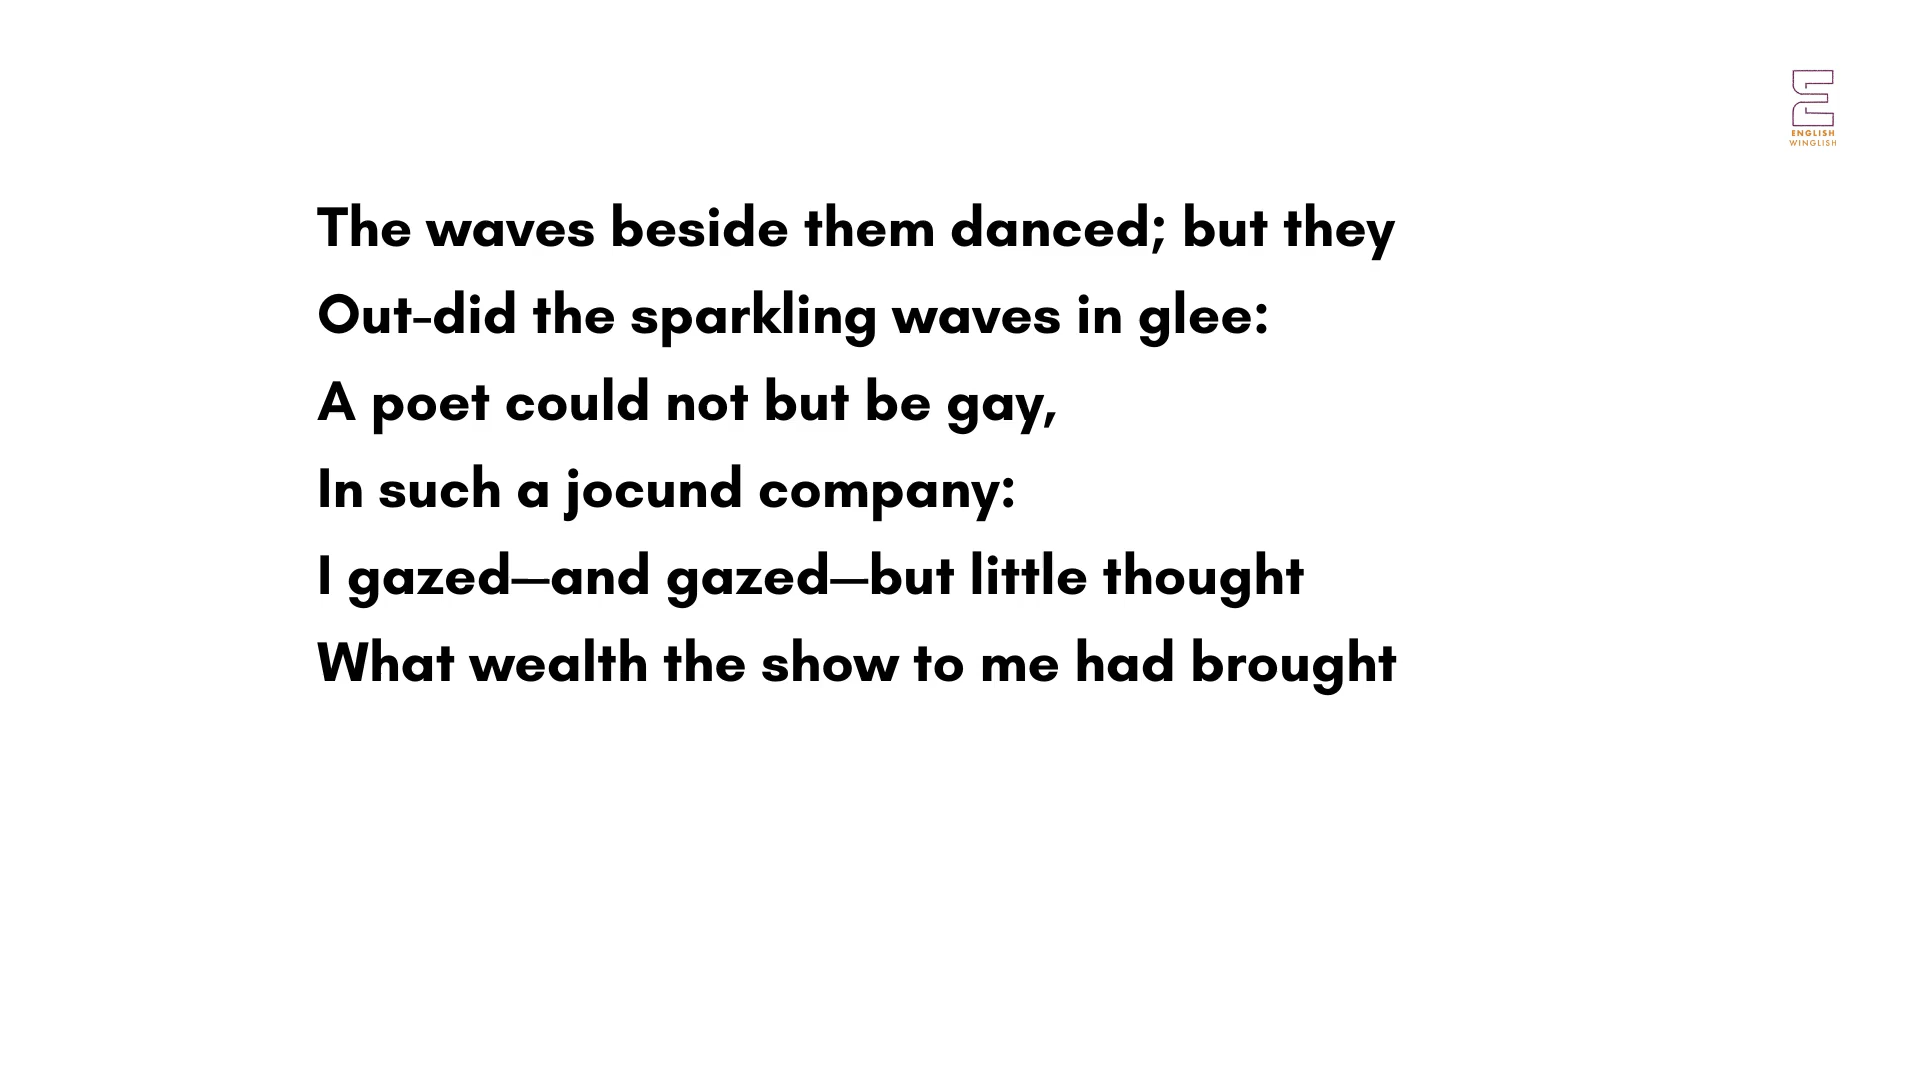 ENGLISH
WINGLISH
The waves beside them danced; but they
Out-did the sparkling waves in glee:
A poet could not but be gay,
In such a jocund company:
I gazed—and gazed—but little thought
What wealth the show to me had brought